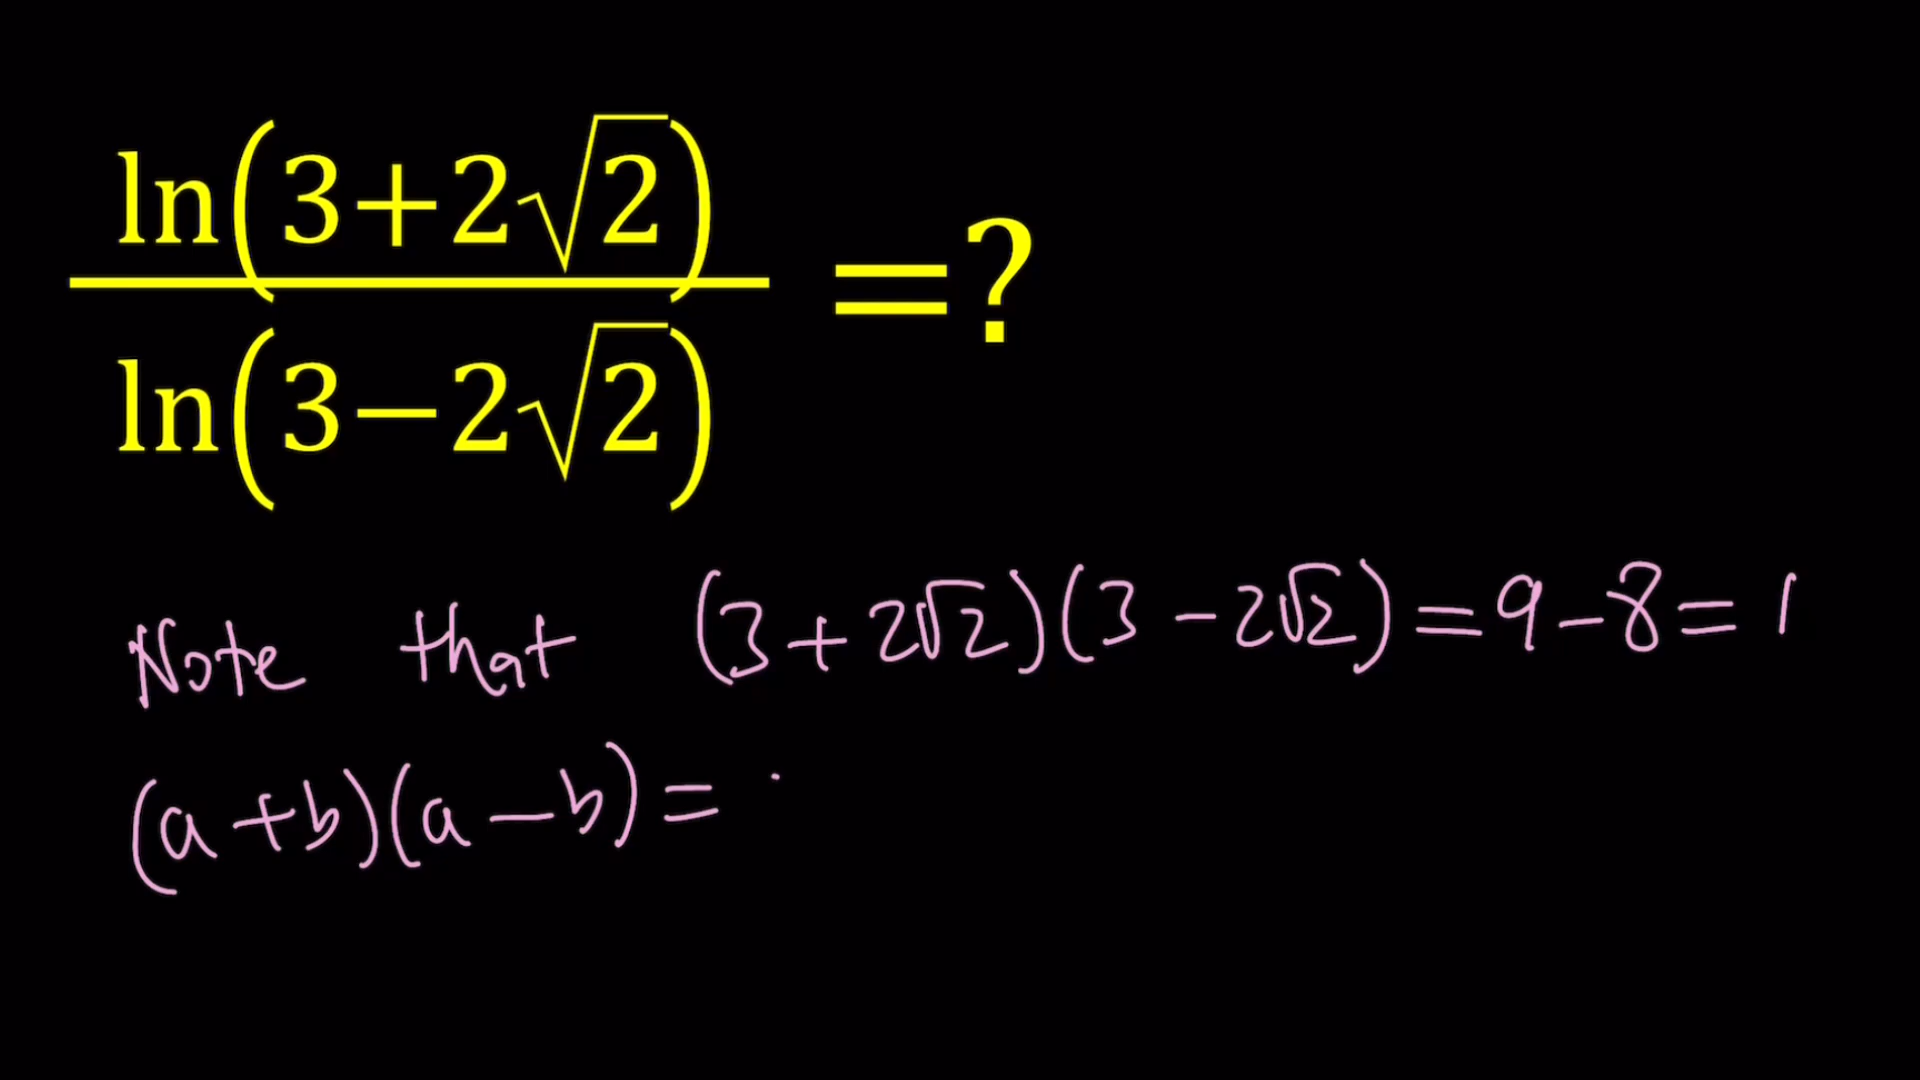 ln(3+2√2)
ln(3−2√2)
=?
Note that (3+2√2)(3−2√2)=9−8=1
(a+b)(a−b)=